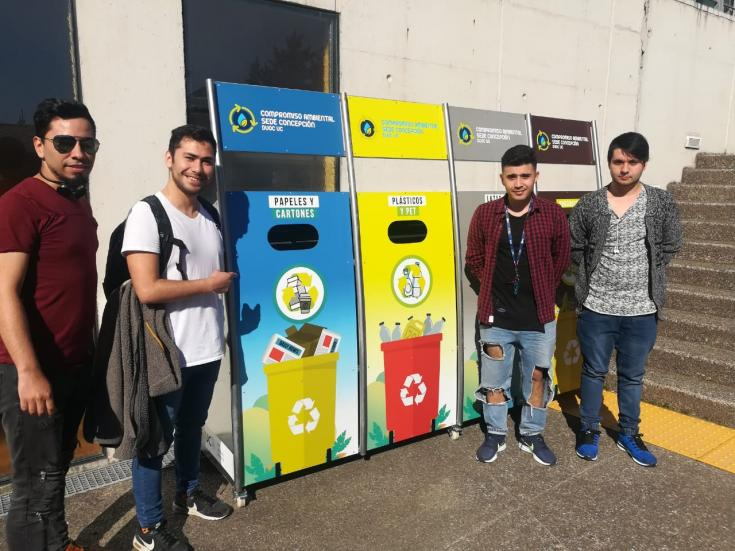 COMPROMISO AMBIENTAL
SEDE CONCEPCIÓN
DUOC UC
COMPROMISO AMBIENTAL
SEDE CONCEPCIÓN
DUOC UC
COMPROMISO AMBIENTAL
SEDE CONCEPCIÓN
DUOC UC
COMPROMISO AMBIENTAL
SEDE CONCEPCIÓN
DUOC UC
PAPELES Y
CARTONES
PLÁSTICOS
Y PET